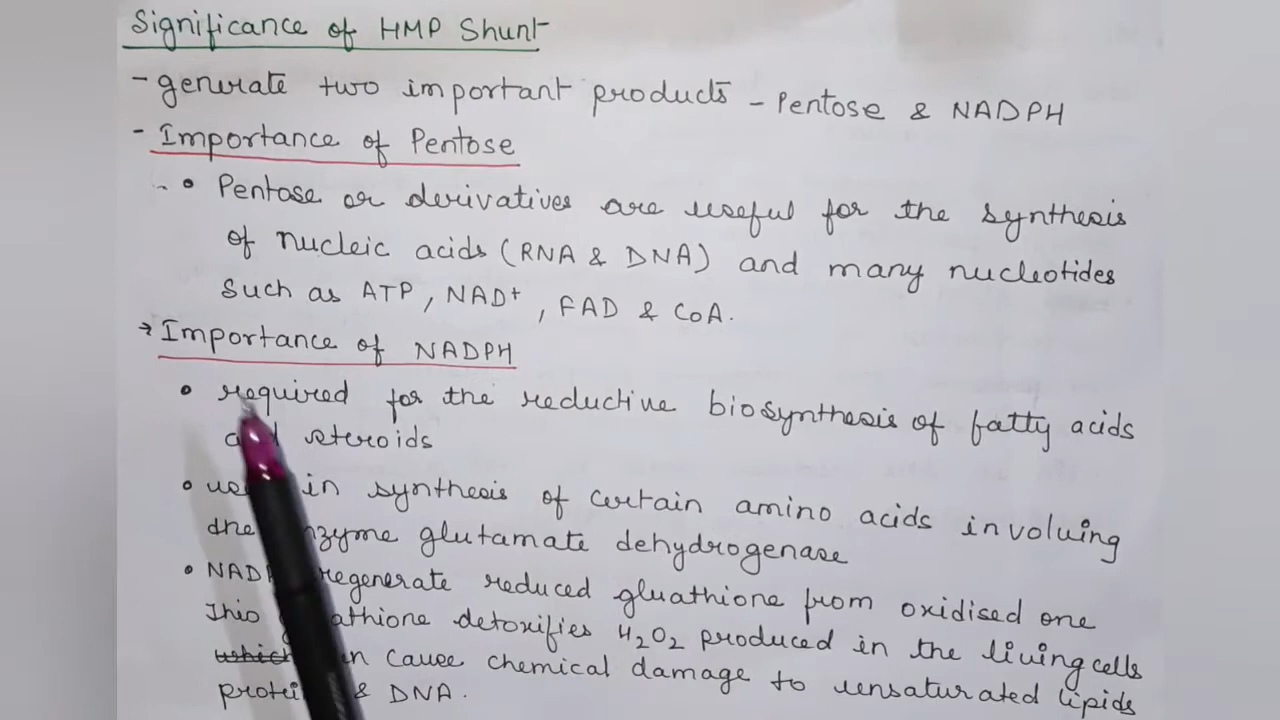 Significance of HMP Shunt
- generate two important products - Pentose & NADPH
- Importance of Pentose
• Pentose or derivatives are useful for the synthesis
of nucleic acids (RNA & DNA) and many nucleotides
Such as ATP, NAD+, FAD & CoA.
→ Importance of NADPH
• required for the reductive biosynthesis of fatty acids
steroids
• in synthesis of certain amino acids involving
glutamate dehydrogenase
• regenerate reduced gluathione from oxidised one
This detoxifies H2O2 produced in the living cells
which cause chemical damage to unsaturated lipids
& DNA.